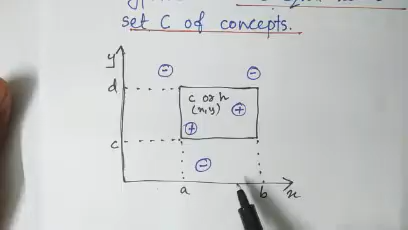 set C of concepts.
y
d
c or h
(x,y)
c
a
b
x